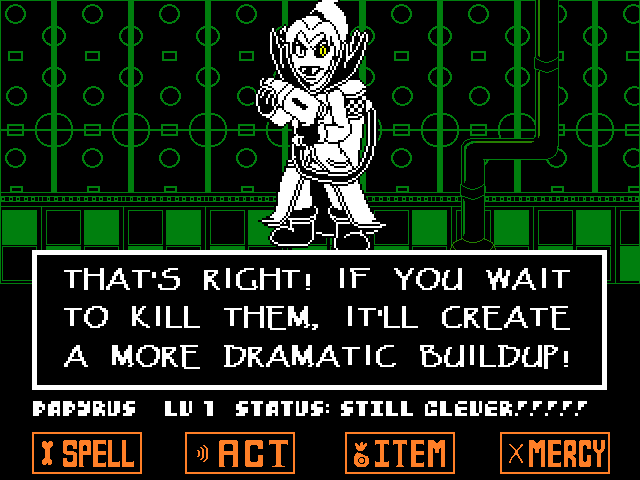 THAT'S RIGHT! IF YOU WAIT
TO KILL THEM, IT'LL CREATE
A MORE DRAMATIC BUILDUP!
PAPYRUS LV 1 STATUS: STILL CLEVER!!!!!
SPELL ACT ITEM MERCY